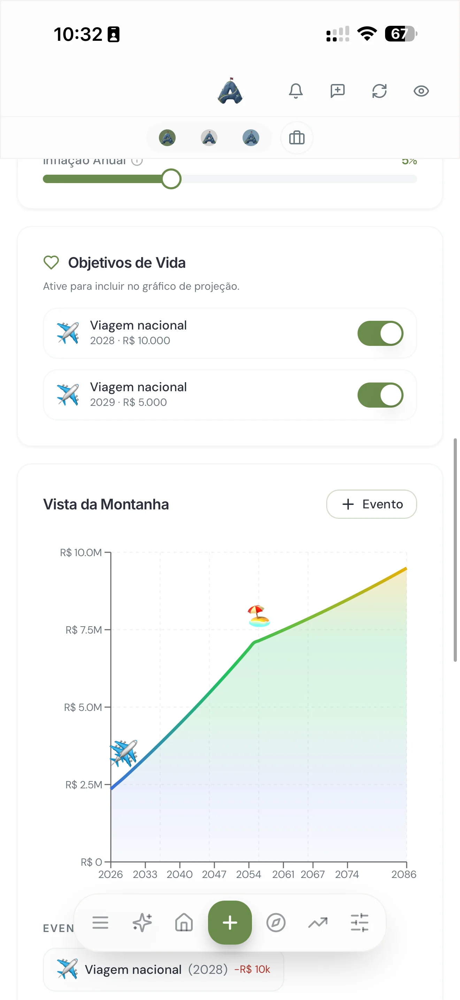 10:32
67
Inflação Anual
5%
Objetivos de Vida
Ative para incluir no gráfico de projeção.
Viagem nacional
2028 · R$ 10.000
Viagem nacional
2029 · R$ 5.000
Vista da Montanha
+ Evento
R$ 10.0M
R$ 7.5M
R$ 5.0M
R$ 2.5M
R$ 0
2026 2033 2040 2047 2054 2061 2067 2074 2086
EVEN
Viagem nacional (2028) -R$ 10k